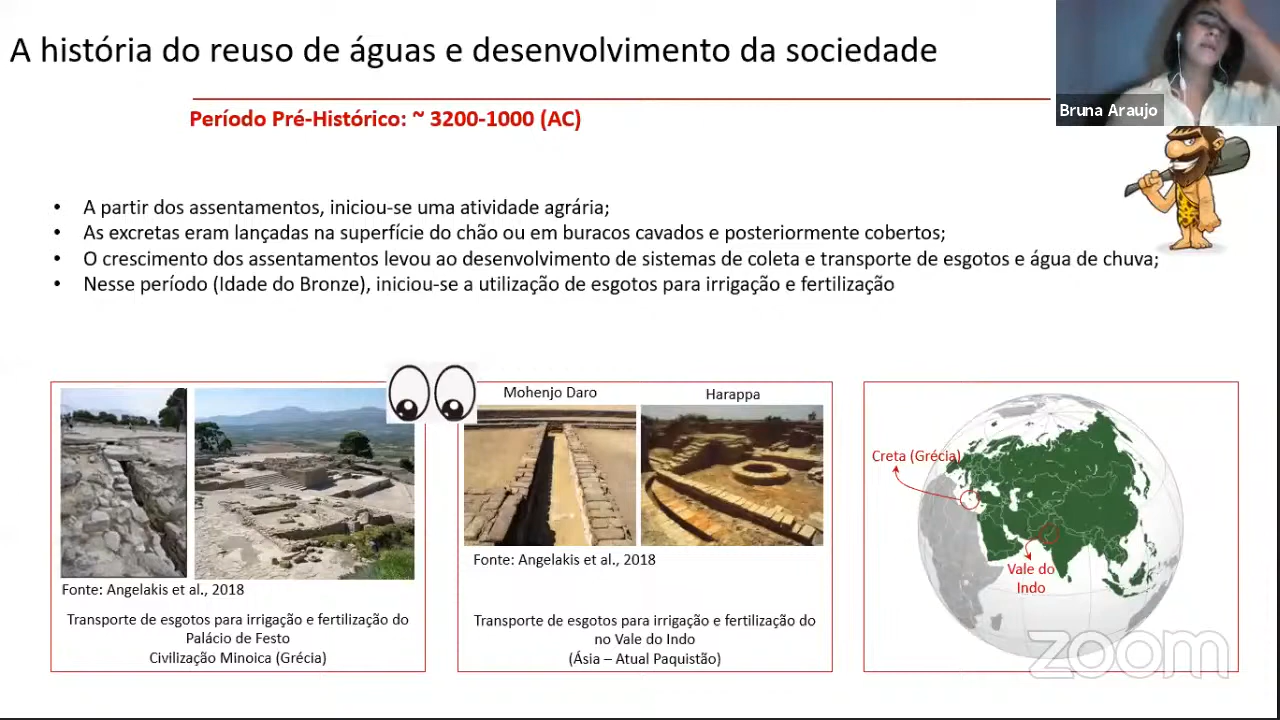 A história do reuso de águas e desenvolvimento da sociedade
Bruna Araujo
Período Pré-Histórico: ~ 3200-1000 (AC)
• A partir dos assentamentos, iniciou-se uma atividade agrária;
• As excretas eram lançadas na superfície do chão ou em buracos cavados e posteriormente cobertos;
• O crescimento dos assentamentos levou ao desenvolvimento de sistemas de coleta e transporte de esgotos e água de chuva;
• Nesse período (Idade do Bronze), iniciou-se a utilização de esgotos para irrigação e fertilização
Fonte: Angelakis et al., 2018
Transporte de esgotos para irrigação e fertilização do
Palácio de Festo
Civilização Minoica (Grécia)
Mohenjo Daro
Harappa
Fonte: Angelakis et al., 2018
Transporte de esgotos para irrigação e fertilização do
no Vale do Indo
(Ásia – Atual Paquistão)
Creta (Grécia)
Vale do
Indo
zoom